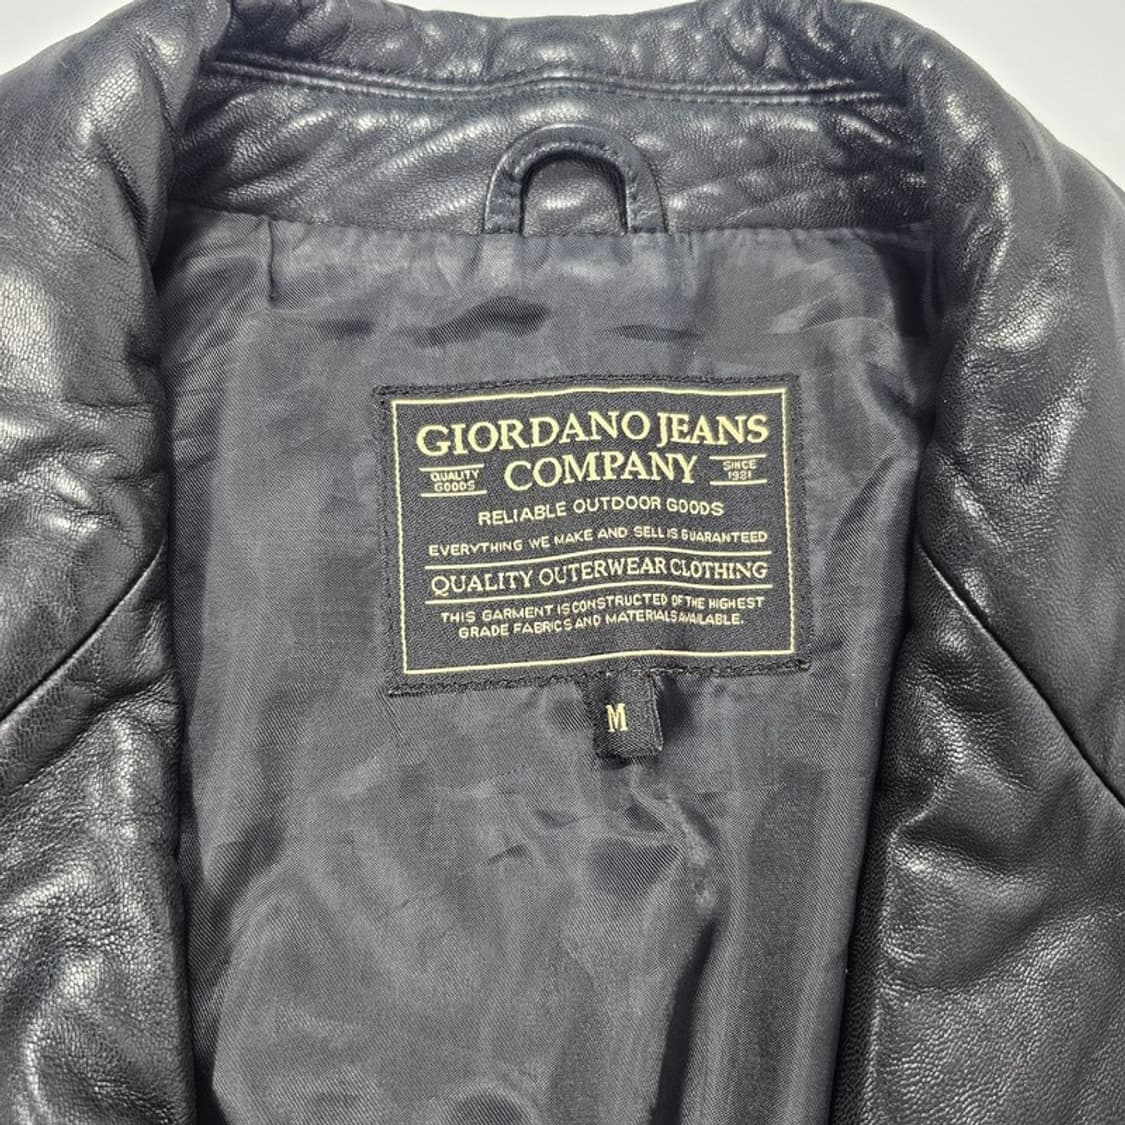 GIORDANO JEANS
COMPANY
QUALITY
GOODS
SINCE
1981
RELIABLE OUTDOOR GOODS
EVERYTHING WE MAKE AND SELL IS GUARANTEED
QUALITY OUTERWEAR CLOTHING
THIS GARMENT IS CONSTRUCTED OF THE HIGHEST
GRADE FABRICS AND MATERIALS AVAILABLE.
M